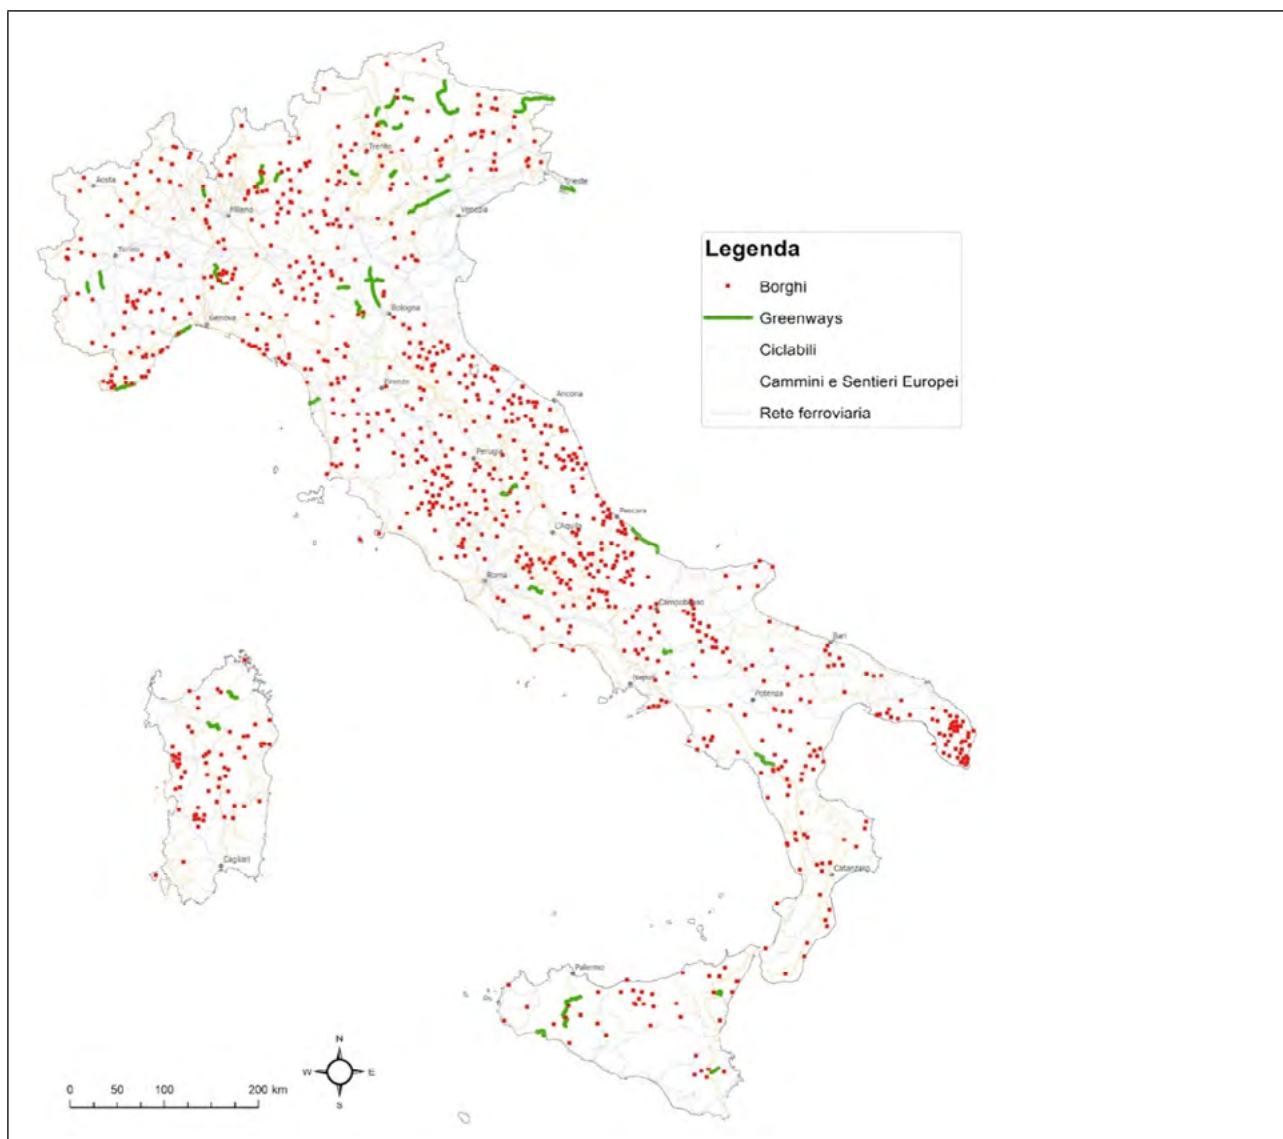 Trento
Aosta
Trieste
Milano
Venezia
Torino
Bologna
Genova
Firenze
Ancona
Perugia
Pescara
L'Aquila
Roma
Campobasso
Bari
Napoli
Potenza
Cagliari
Catanzaro
Palermo
Legenda
Borghi
Greenways
Ciclabili
Cammini e Sentieri Europei
Rete ferroviaria
N
W E
S
0 50 100 200 km